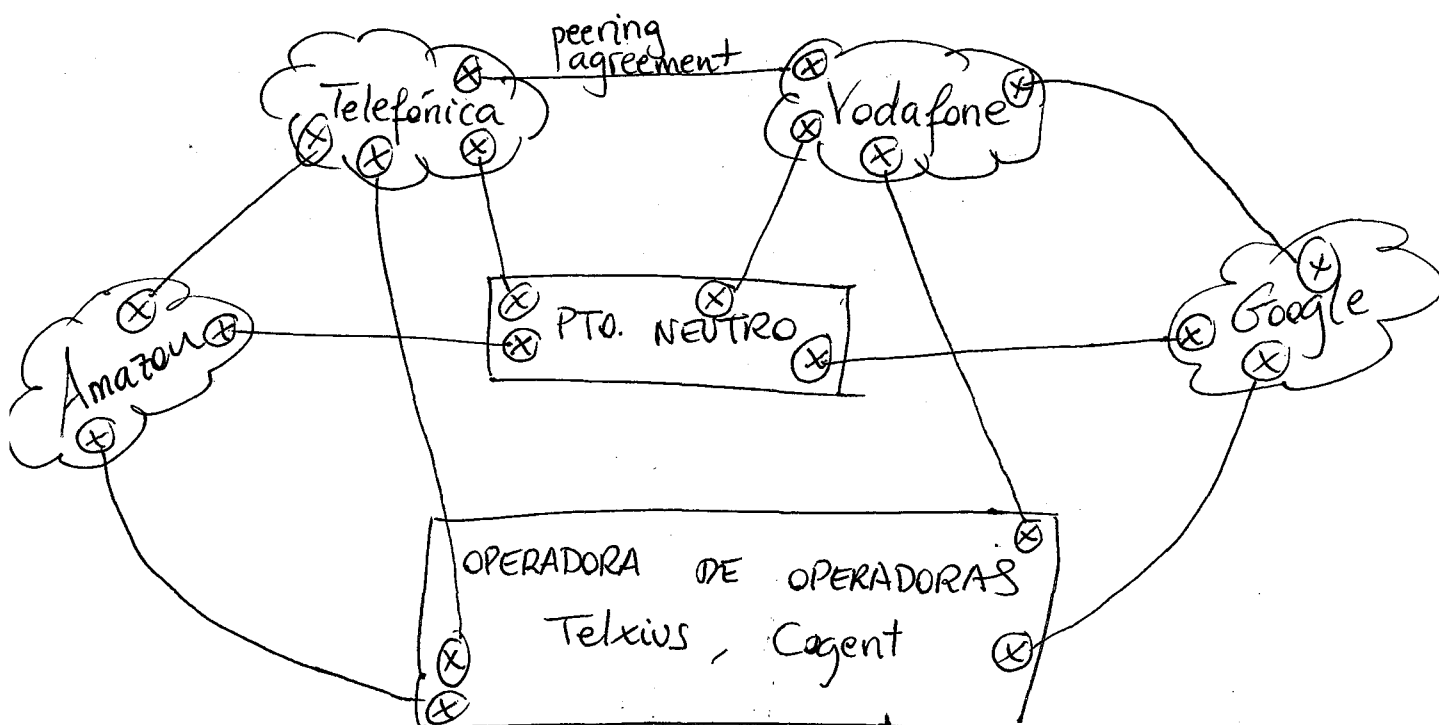 peering
agreement
Telefónica
Vodafone
PTO. NEUTRO
Google
Amazon
OPERADORA DE OPERADORAS
Telxius, Cogent